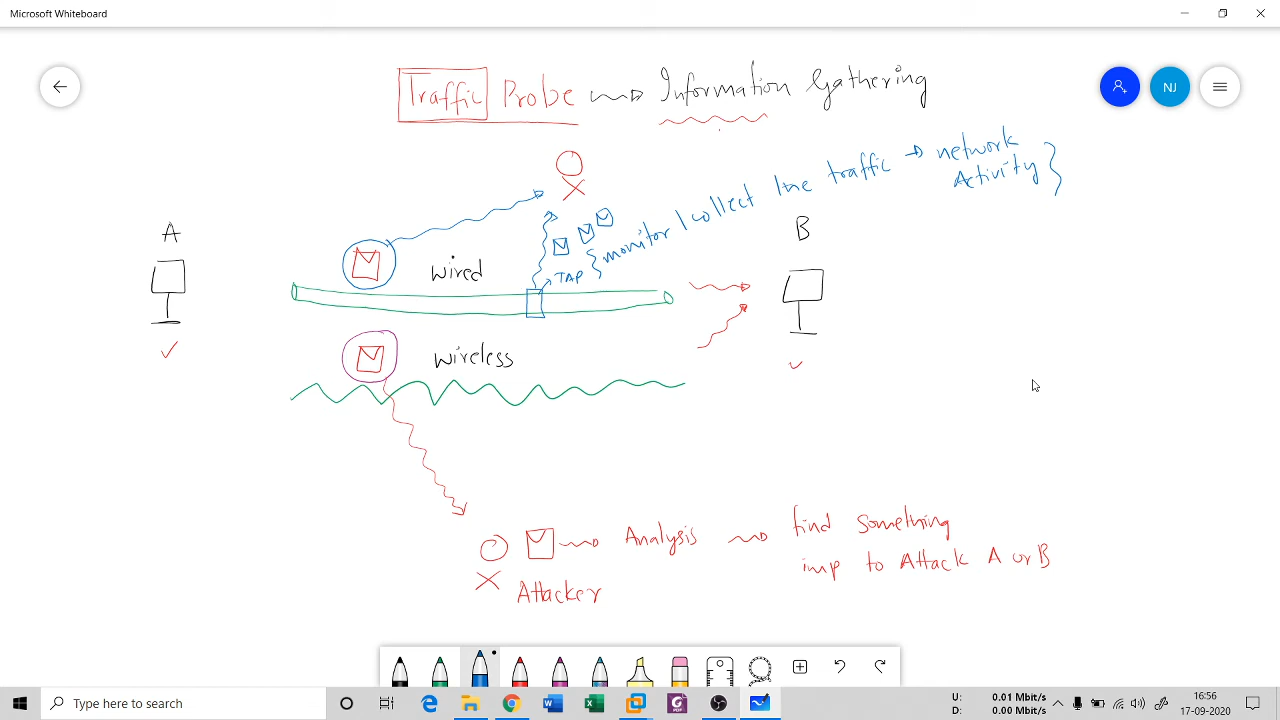 Microsoft Whiteboard
Traffic Probe Information Gathering
NJ
monitor / collect the traffic → network
Activity
A
B
wired
TAP
wireless
Analysis
find something
imp to Attack A or B
Attacker
Type here to search
U: 0.01 Mbit/s
D: 0.00 Mbit/s
16:56
17-09-2020